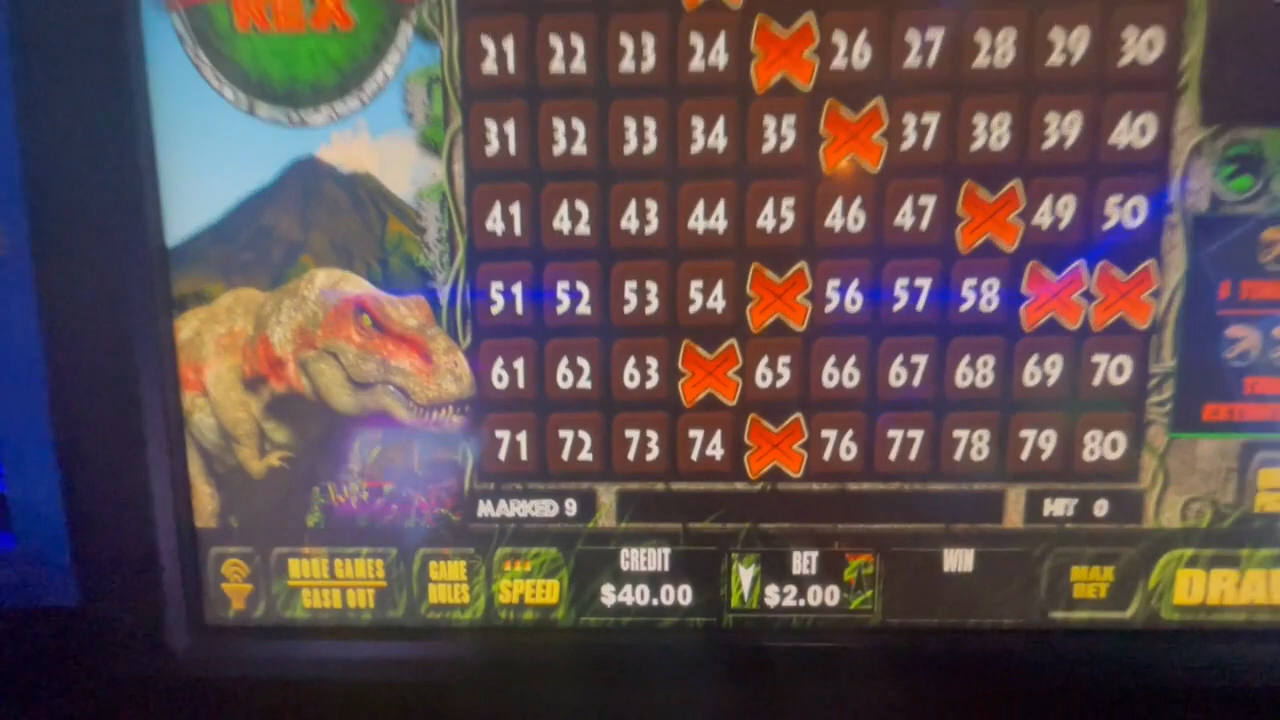 REX
21 22 23 24 26 27 28 29 30
31 32 33 34 35 37 38 39 40
41 42 43 44 45 46 47 49 50
51 52 53 54 56 57 58
61 62 63 65 66 67 68 69 70
71 72 73 74 76 77 78 79 80
MARKED 9 HIT 0
MORE GAMES
CASH OUT
GAME
RULES
SPEED
CREDIT
$40.00
BET
$2.00
WIN
MAX
BET
DRA